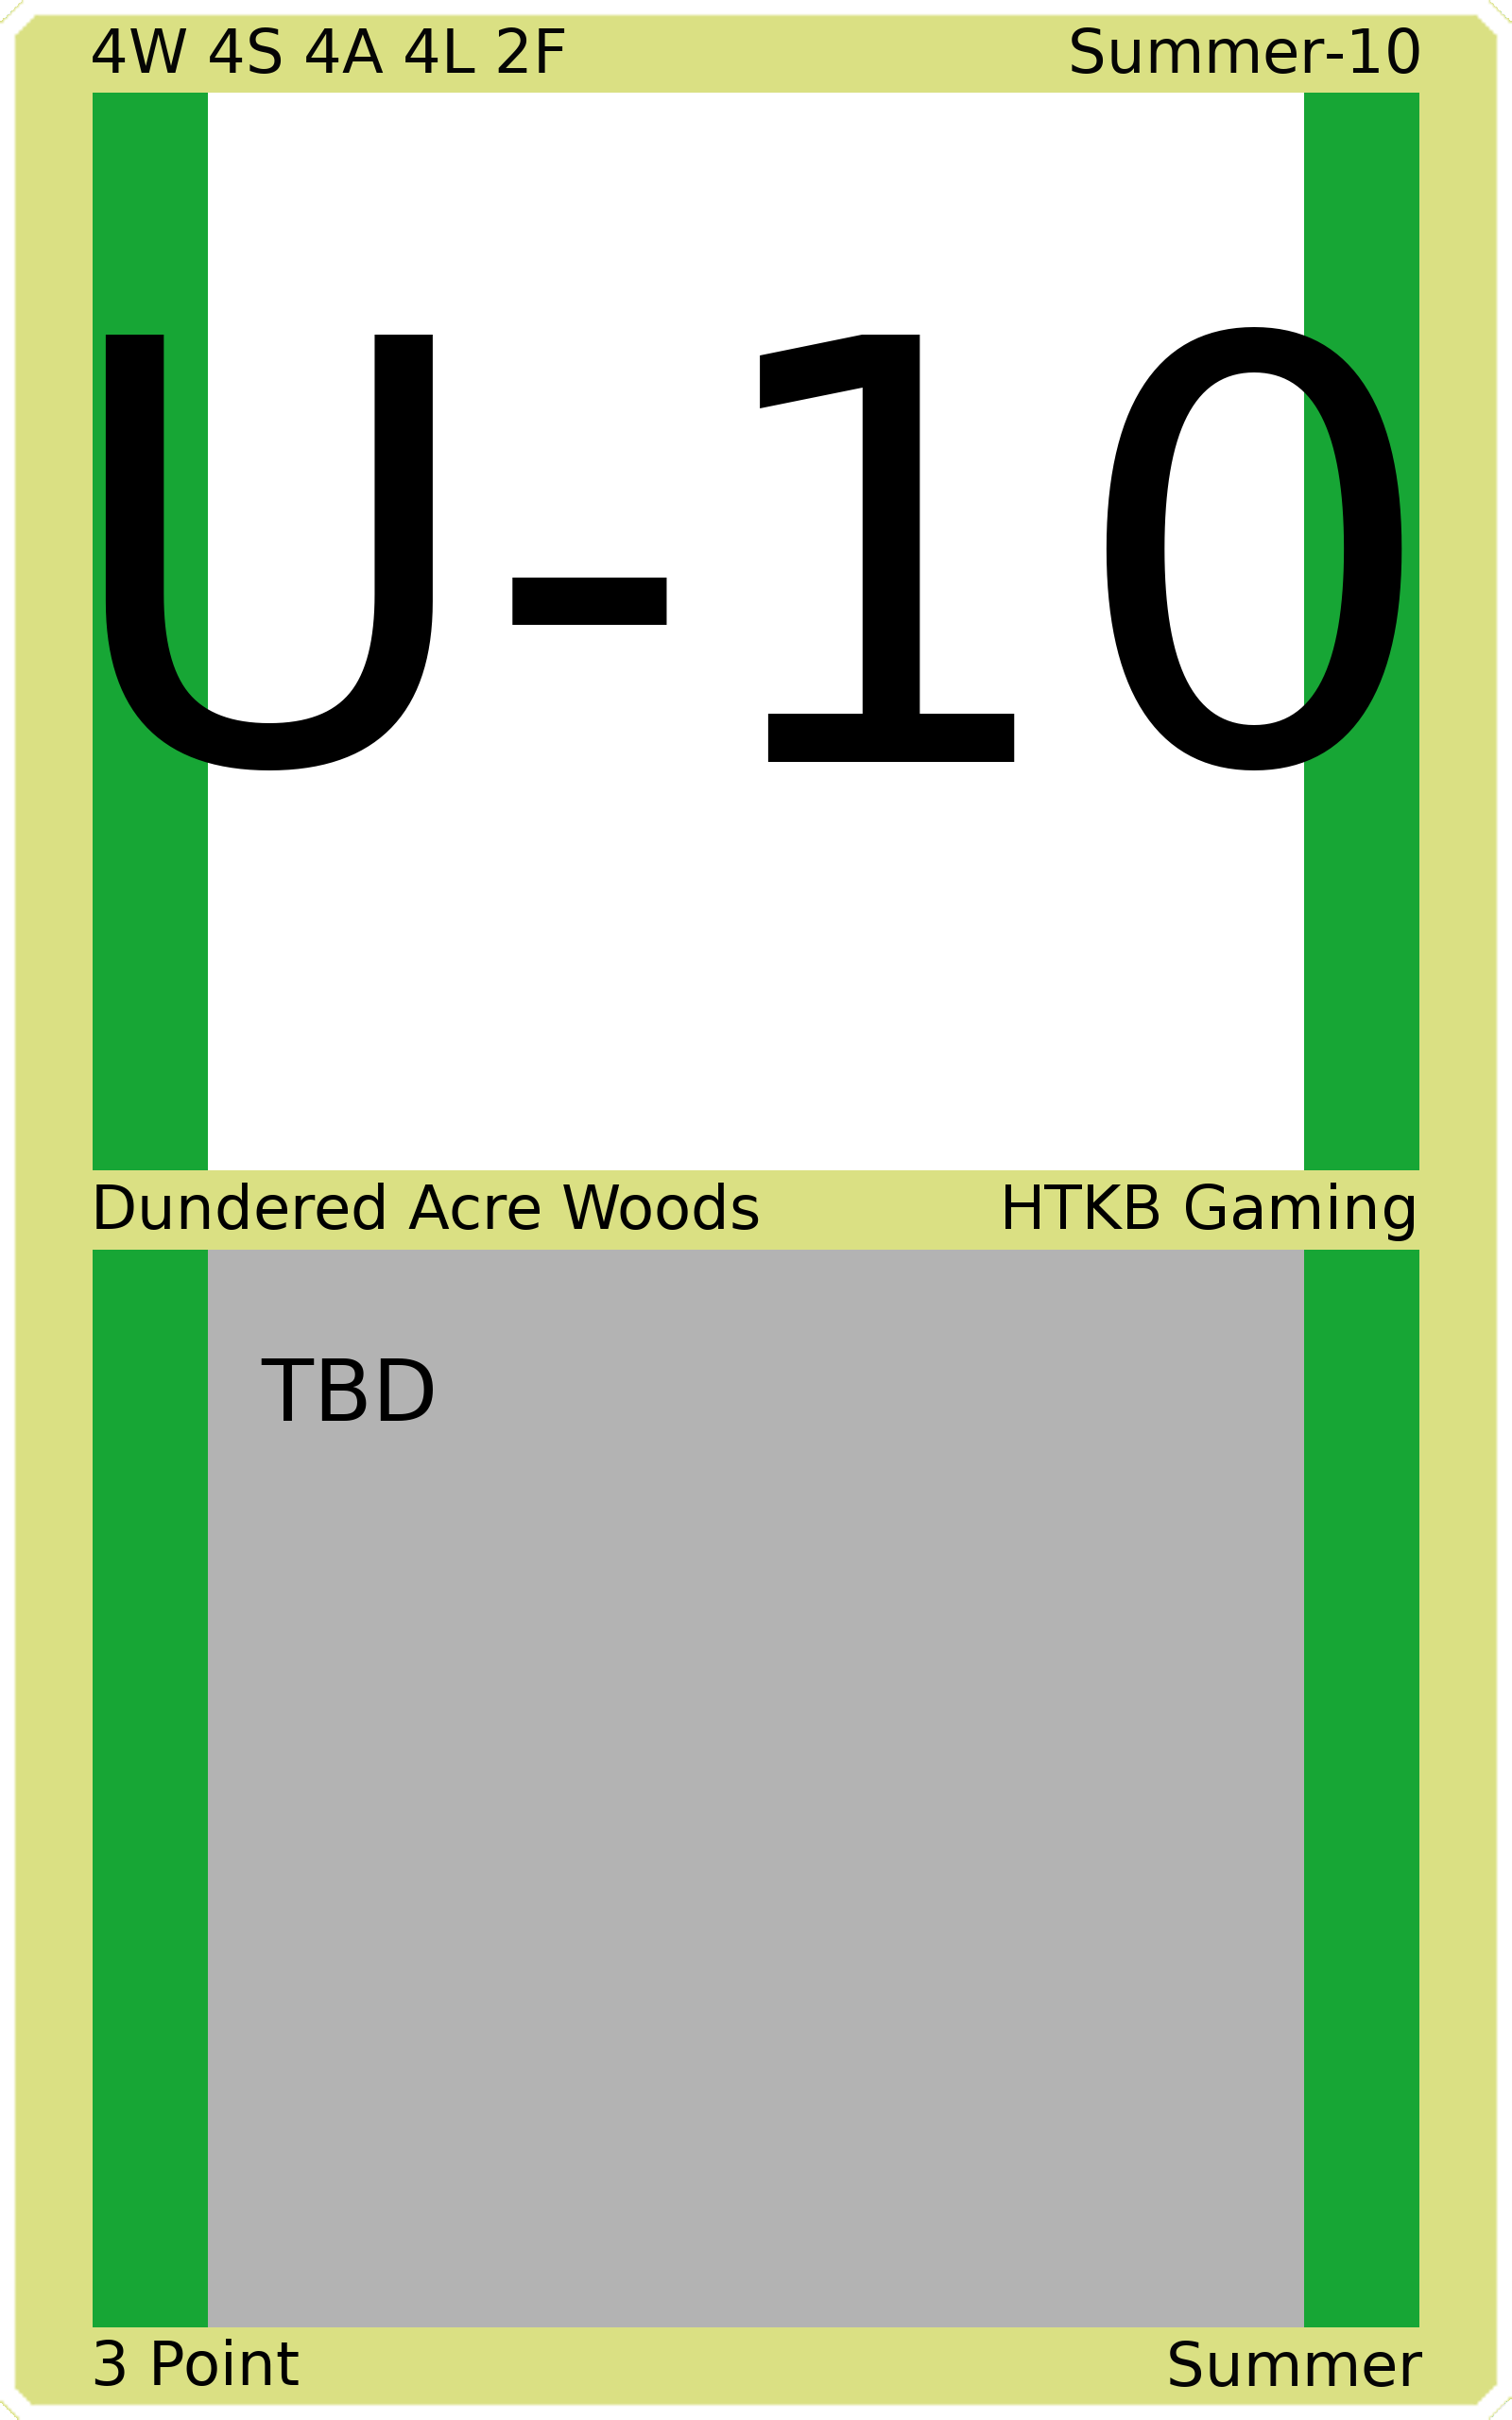 4W 4S 4A 4L 2F
Summer-10
U-10
Dundered Acre Woods
HTKB Gaming
TBD
3 Point
Summer